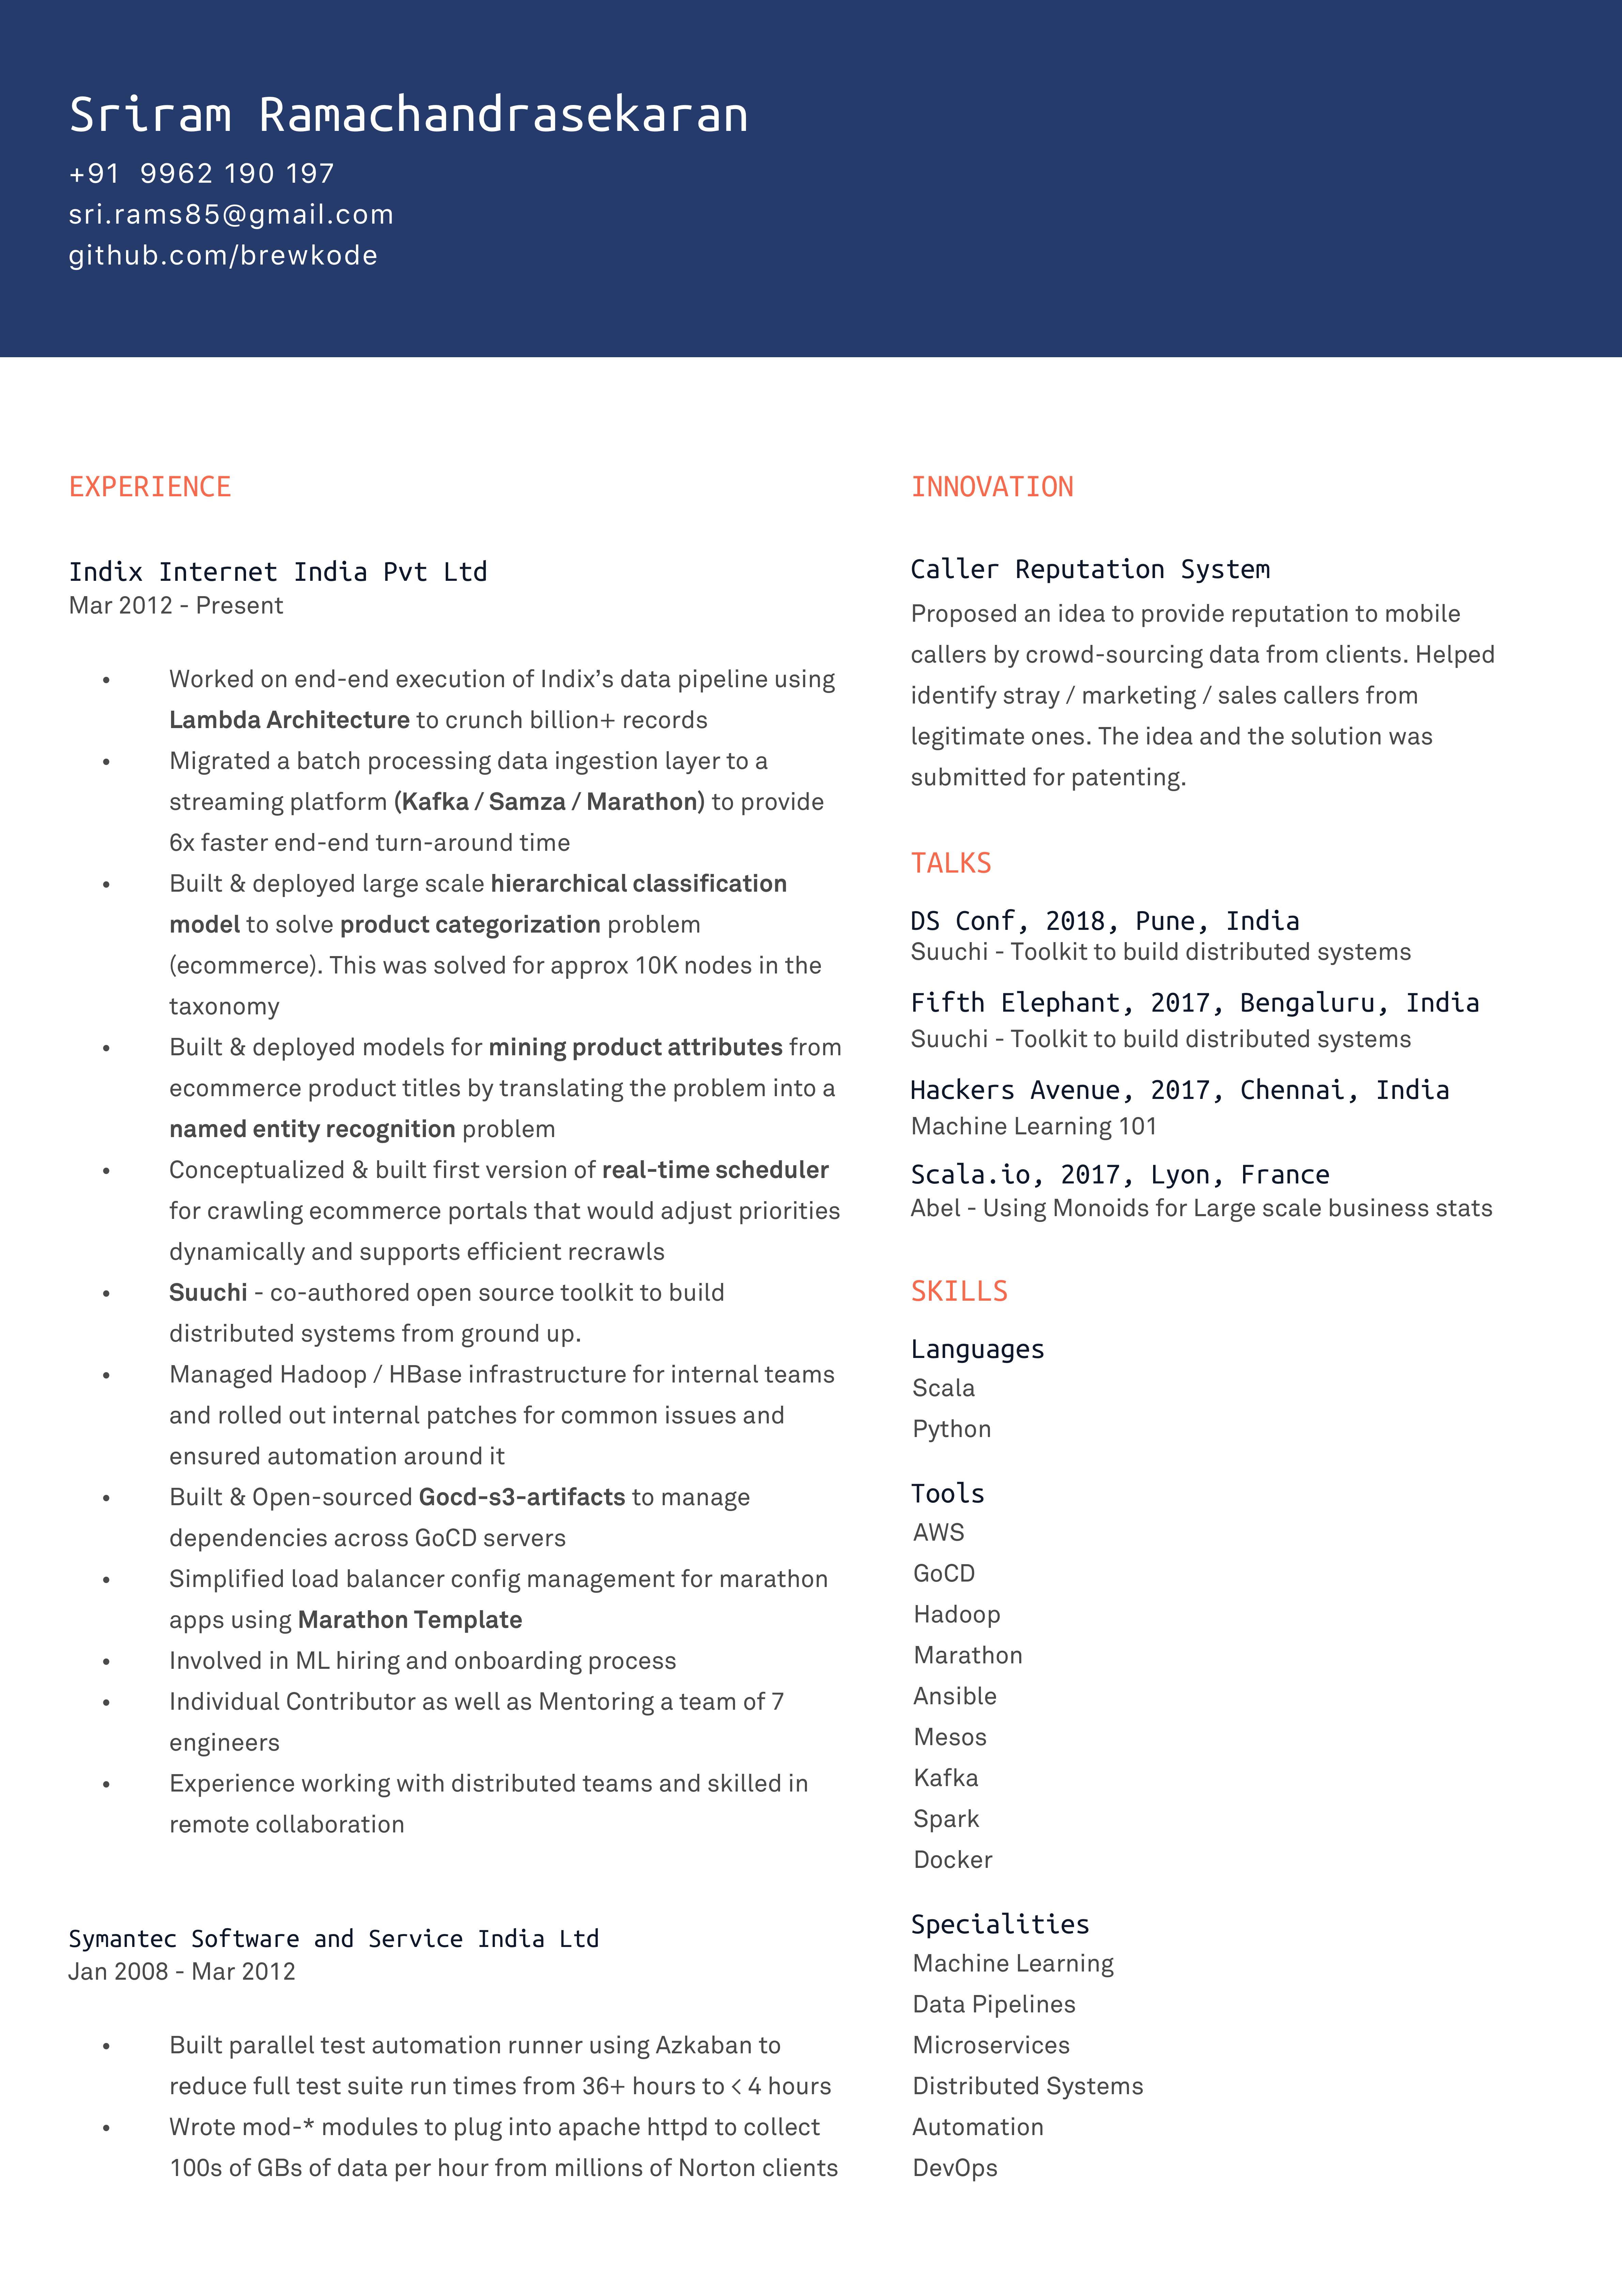 Sriram Ramachandrasekaran
+91  9962 190 197
sri.rams85@gmail.com
github.com/brewkode
EXPERIENCE
Indix Internet India Pvt Ltd
Mar 2012 - Present
• Worked on end-end execution of Indix’s data pipeline using
Lambda Architecture to crunch billion+ records
• Migrated a batch processing data ingestion layer to a
streaming platform (Kafka / Samza / Marathon) to provide
6x faster end-end turn-around time
• Built & deployed large scale hierarchical classification
model to solve product categorization problem
(ecommerce). This was solved for approx 10K nodes in the
taxonomy
• Built & deployed models for mining product attributes from
ecommerce product titles by translating the problem into a
named entity recognition problem
• Conceptualized & built first version of real-time scheduler
for crawling ecommerce portals that would adjust priorities
dynamically and supports efficient recrawls
• Suuchi - co-authored open source toolkit to build
distributed systems from ground up.
• Managed Hadoop / HBase infrastructure for internal teams
and rolled out internal patches for common issues and
ensured automation around it
• Built & Open-sourced Gocd-s3-artifacts to manage
dependencies across GoCD servers
• Simplified load balancer config management for marathon
apps using Marathon Template
• Involved in ML hiring and onboarding process
• Individual Contributor as well as Mentoring a team of 7
engineers
• Experience working with distributed teams and skilled in
remote collaboration
Symantec Software and Service India Ltd
Jan 2008 - Mar 2012
• Built parallel test automation runner using Azkaban to
reduce full test suite run times from 36+ hours to < 4 hours
• Wrote mod-* modules to plug into apache httpd to collect
100s of GBs of data per hour from millions of Norton clients
INNOVATION
Caller Reputation System
Proposed an idea to provide reputation to mobile
callers by crowd-sourcing data from clients. Helped
identify stray / marketing / sales callers from
legitimate ones. The idea and the solution was
submitted for patenting.
TALKS
DS Conf, 2018, Pune, India
Suuchi - Toolkit to build distributed systems
Fifth Elephant, 2017, Bengaluru, India
Suuchi - Toolkit to build distributed systems
Hackers Avenue, 2017, Chennai, India
Machine Learning 101
Scala.io, 2017, Lyon, France
Abel - Using Monoids for Large scale business stats
SKILLS
Languages
Scala
Python
Tools
AWS
GoCD
Hadoop
Marathon
Ansible
Mesos
Kafka
Spark
Docker
Specialities
Machine Learning
Data Pipelines
Microservices
Distributed Systems
Automation
DevOps